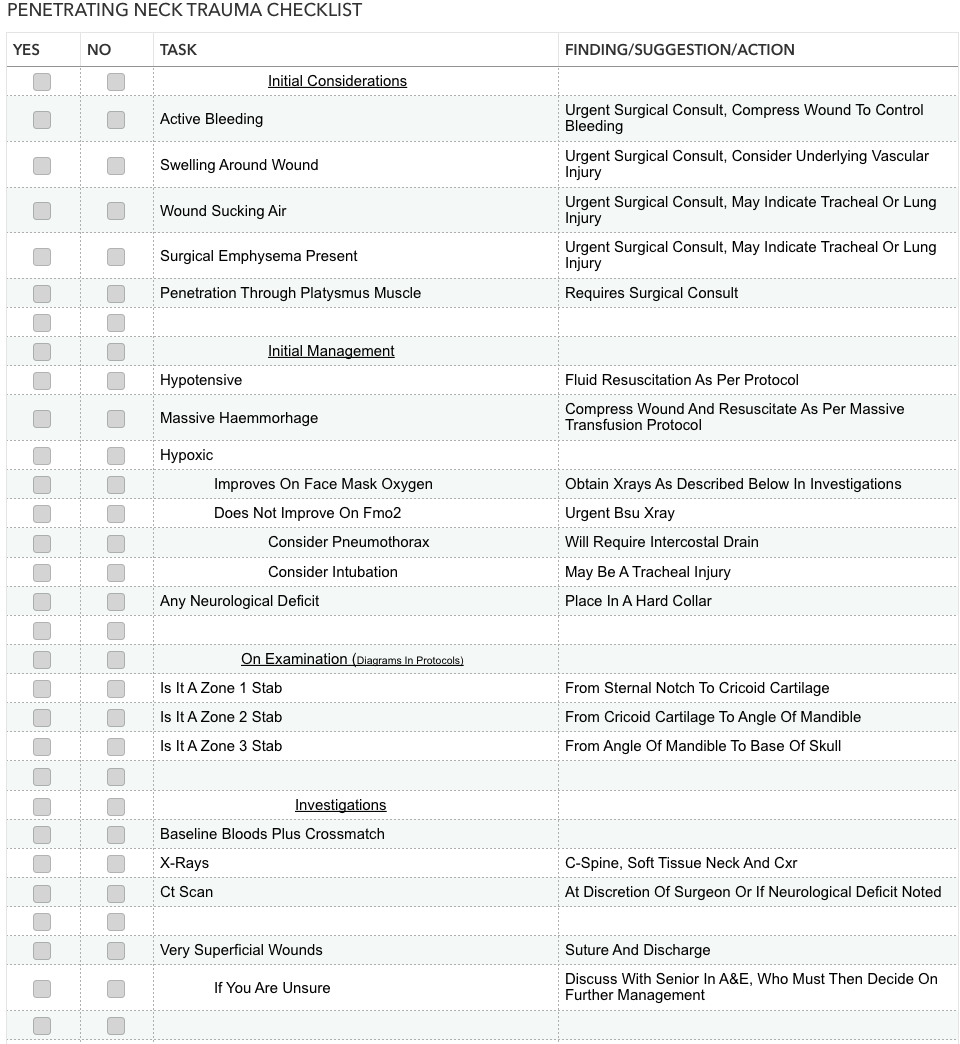 PENETRATING NECK TRAUMA CHECKLIST
YES NO TASK FINDING/SUGGESTION/ACTION
Initial Considerations
Active Bleeding
Urgent Surgical Consult, Compress Wound To Control
Bleeding
Swelling Around Wound
Urgent Surgical Consult, Consider Underlying Vascular
Injury
Wound Sucking Air
Urgent Surgical Consult, May Indicate Tracheal Or Lung
Injury
Surgical Emphysema Present
Urgent Surgical Consult, May Indicate Tracheal Or Lung
Injury
Penetration Through Platysmus Muscle Requires Surgical Consult
Initial Management
Hypotensive Fluid Resuscitation As Per Protocol
Massive Haemmorhage
Compress Wound And Resuscitate As Per Massive
Transfusion Protocol
Hypoxic
Improves On Face Mask Oxygen Obtain Xrays As Described Below In Investigations
Does Not Improve On Fmo2 Urgent Bsu Xray
Consider Pneumothorax Will Require Intercostal Drain
Consider Intubation May Be A Tracheal Injury
Any Neurological Deficit Place In A Hard Collar
On Examination (Diagrams In Protocols)
Is It A Zone 1 Stab From Sternal Notch To Cricoid Cartilage
Is It A Zone 2 Stab From Cricoid Cartilage To Angle Of Mandible
Is It A Zone 3 Stab From Angle Of Mandible To Base Of Skull
Investigations
Baseline Bloods Plus Crossmatch
X-Rays C-Spine, Soft Tissue Neck And Cxr
Ct Scan At Discretion Of Surgeon Or If Neurological Deficit Noted
Very Superficial Wounds Suture And Discharge
If You Are Unsure
Discuss With Senior In A&E, Who Must Then Decide On
Further Management